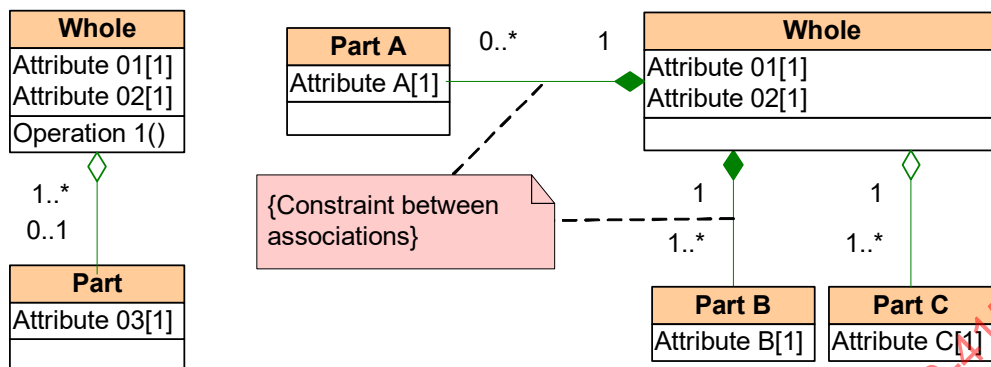 Whole
Attribute 01[1]
Attribute 02[1]
Operation 1()
1..*
0..1
Part
Attribute 03[1]
Part A
Attribute A[1]
0..*
1
Whole
Attribute 01[1]
Attribute 02[1]
{Constraint between
associations}
1
1..*
1
1..*
Part B
Attribute B[1]
Part C
Attribute C[1]